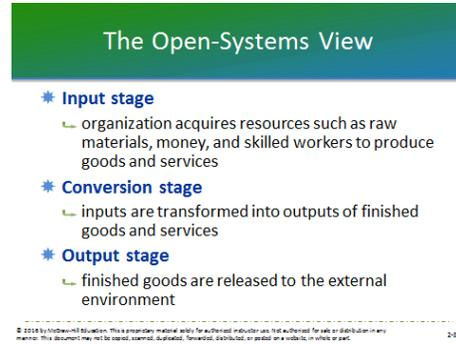 The Open-Systems View
Input stage
organization acquires resources such as raw
materials, money, and skilled workers to produce
goods and services
Conversion stage
inputs are transformed into outputs of finished
goods and services
Output stage
finished goods are released to the external
environment
© 2016 by McGraw-Hill Education. This is proprietary material solely for authorized instructor use. Not authorized for sale or distribution in any
manner. This document may not be copied, scanned, duplicated, forwarded, distributed, or posted on a website, in whole or part.